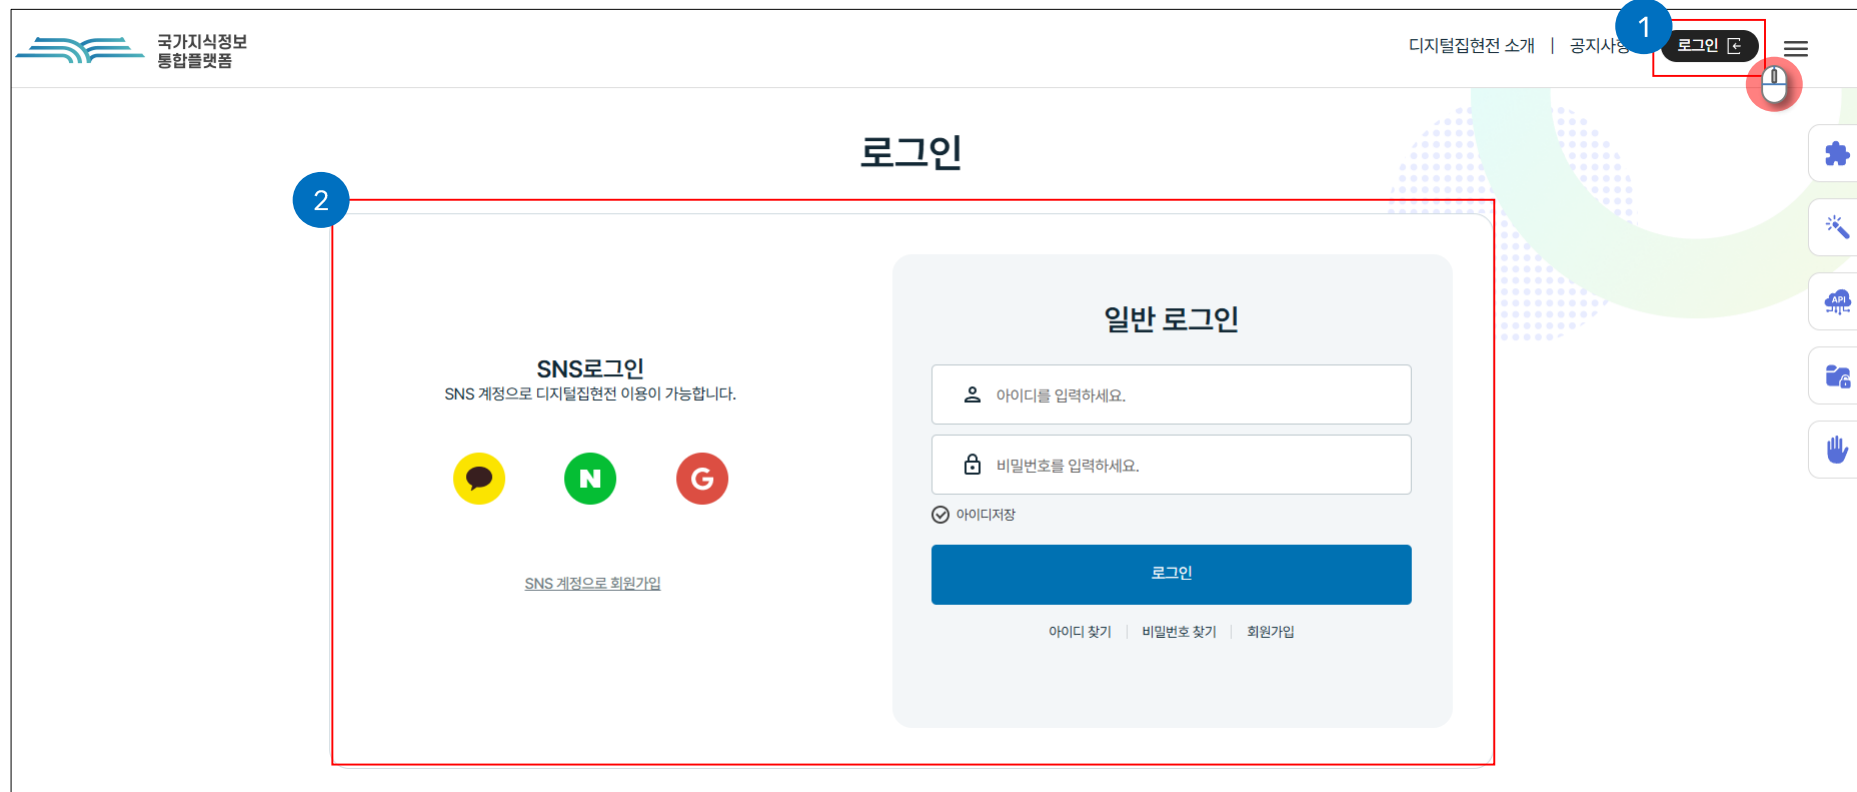 국가지식정보
통합플랫폼
디지털집현전 소개 | 공지사항
1
로그인
로그인
2
SNS로그인
SNS 계정으로 디지털집현전 이용이 가능합니다.
N
G
SNS 계정으로 회원가입
일반 로그인
아이디를 입력하세요.
비밀번호를 입력하세요.
아이디저장
로그인
아이디 찾기 | 비밀번호 찾기 | 회원가입
API